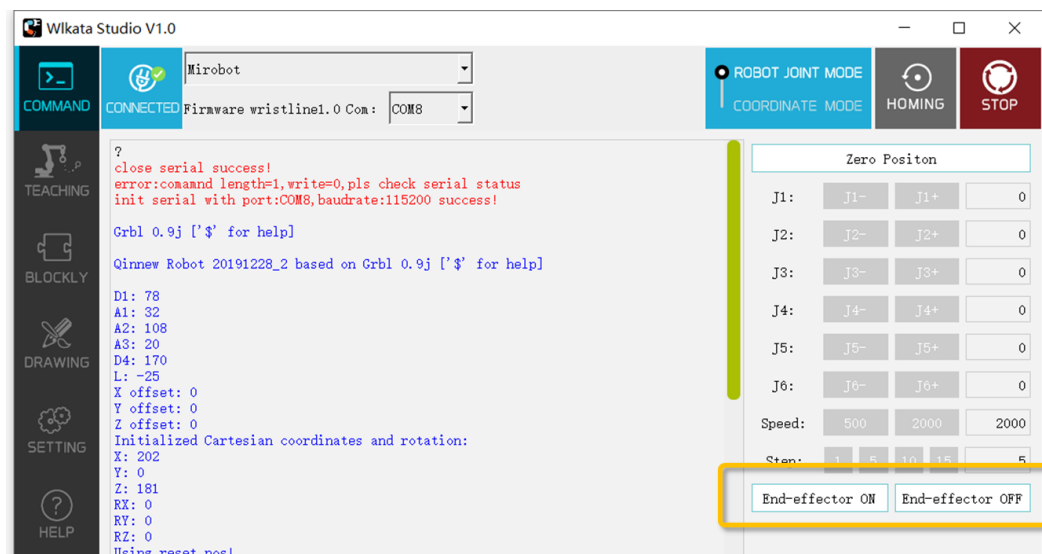 Wlkata Studio V1.0
COMMAND
CONNECTED
Mirobot
Firmware wristline1.0 Com: COM8
ROBOT JOINT MODE
COORDINATE MODE
HOMING
STOP
TEACHING
BLOCKLY
DRAWING
SETTING
HELP
?
close serial success!
error:comamnd length=1,write=0,pls check serial status
init serial with port:COM8,baudrate:115200 success!
Grbl 0.9j ['$' for help]
Qinnew Robot 20191228_2 based on Grbl 0.9j ['$' for help]
D1: 78
A1: 32
A2: 108
A3: 20
D4: 170
L: -25
X offset: 0
Y offset: 0
Z offset: 0
Initialized Cartesian coordinates and rotation:
X: 202
Y: 0
Z: 181
RX: 0
RY: 0
RZ: 0
Using reset pos!
Zero Positon
J1: J1- J1+ 0
J2: J2- J2+ 0
J3: J3- J3+ 0
J4: J4- J4+ 0
J5: J5- J5+ 0
J6: J6- J6+ 0
Speed: 500 2000 2000
Step: 1 5 10 15 5
End-effector ON End-effector OFF